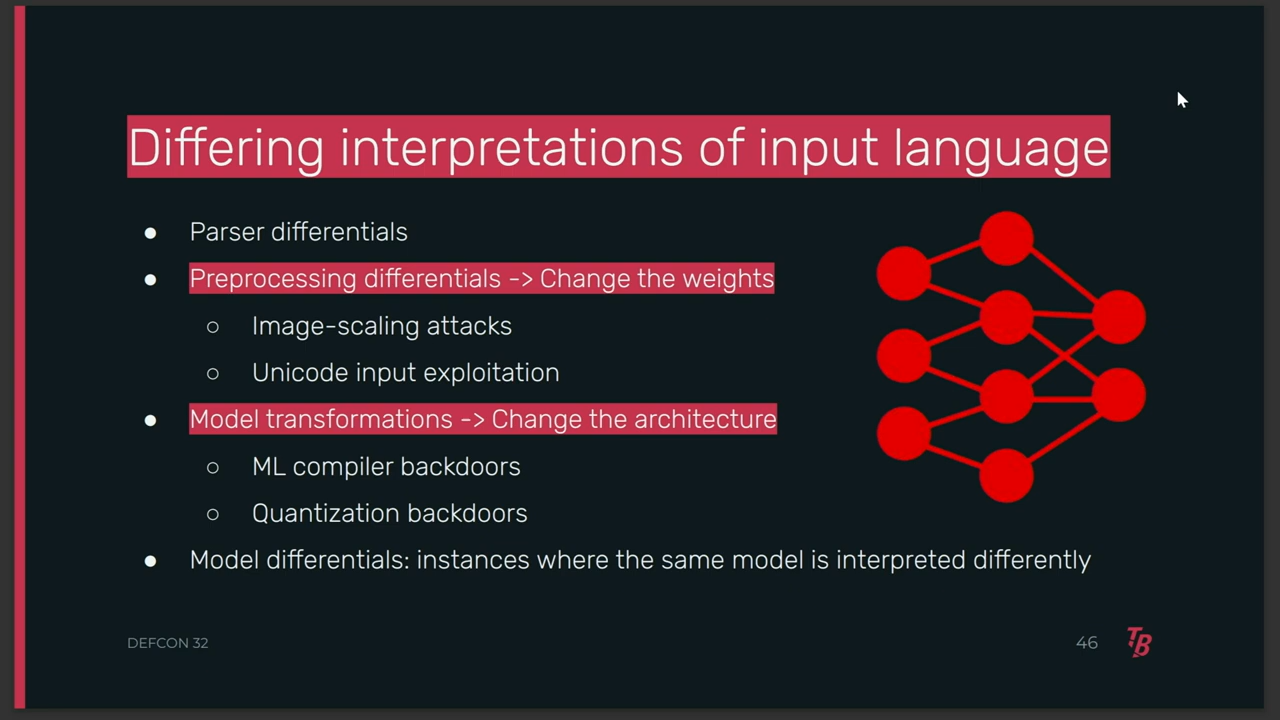 Differing interpretations of input language
● Parser differentials
● Preprocessing differentials -> Change the weights
○ Image-scaling attacks
○ Unicode input exploitation
● Model transformations -> Change the architecture
○ ML compiler backdoors
○ Quantization backdoors
● Model differentials: instances where the same model is interpreted differently
DEFCON 32
46
TB